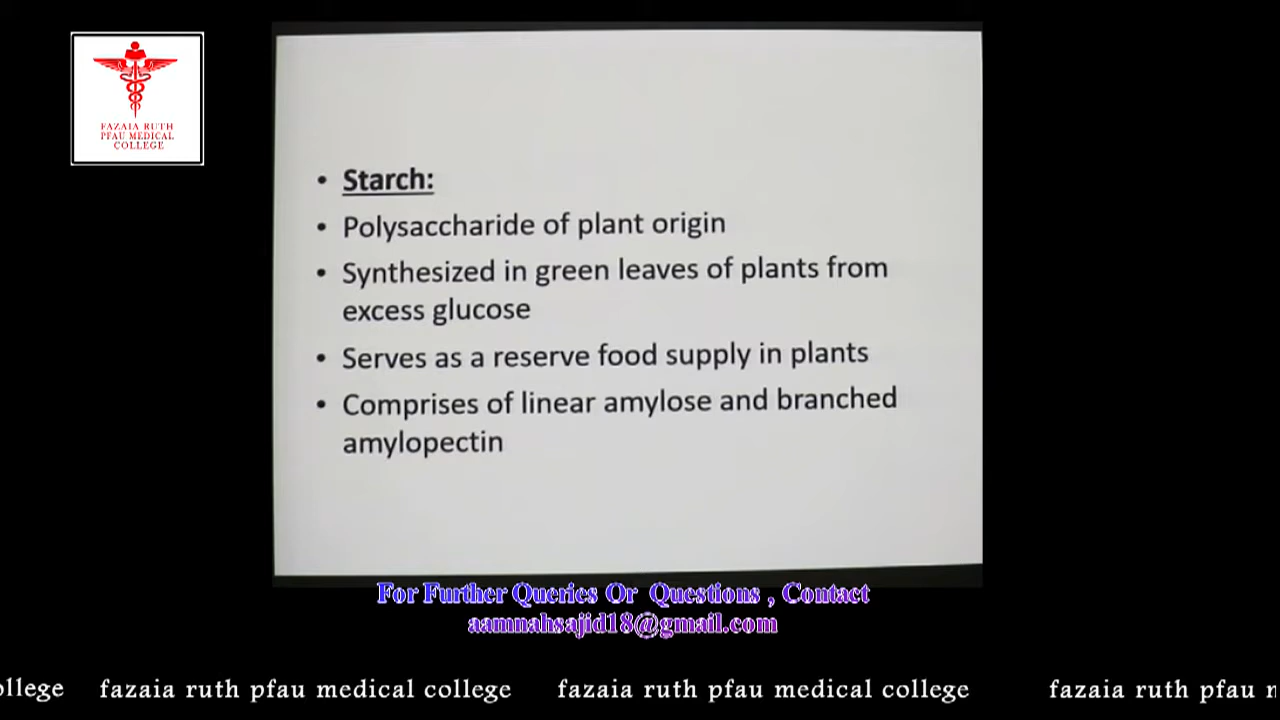 FAZAIA RUTH
PFAU MEDICAL
COLLEGE
• Starch:
• Polysaccharide of plant origin
• Synthesized in green leaves of plants from
excess glucose
• Serves as a reserve food supply in plants
• Comprises of linear amylose and branched
amylopectin
For Further Queries Or Questions , Contact
aamnahsajid18@gmail.com
ollege fazaia ruth pfau medical college fazaia ruth pfau medical college fazaia ruth pfau